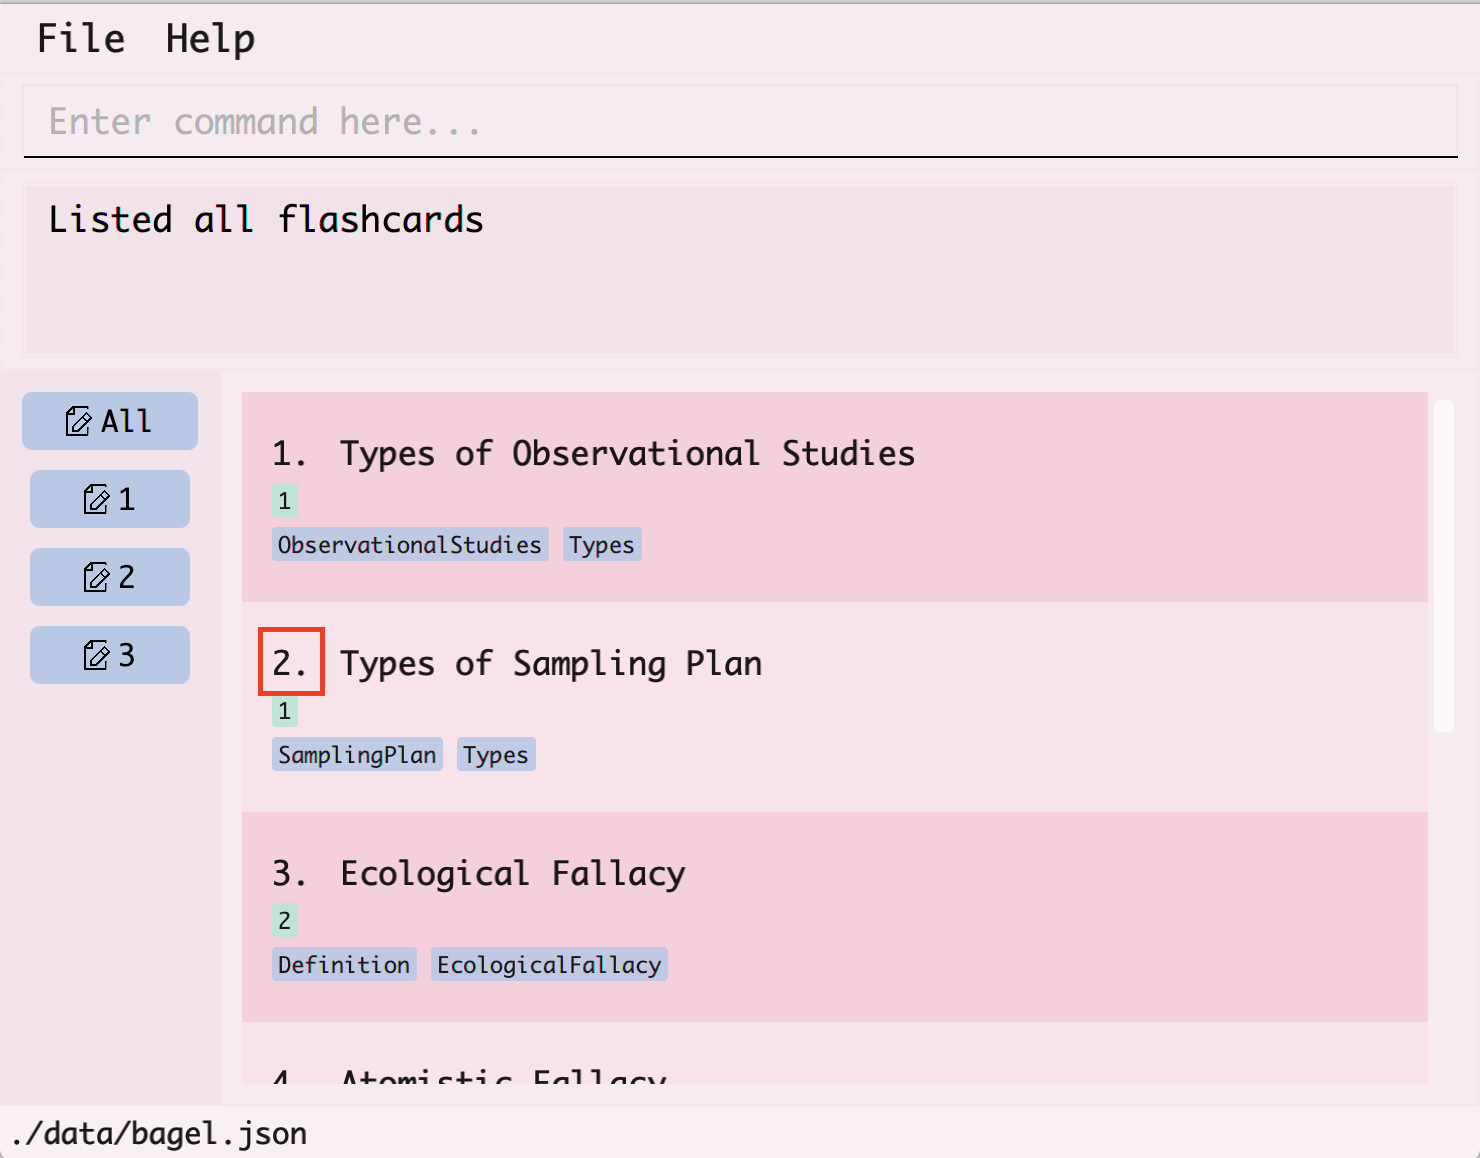 File Help
Enter command here...
Listed all flashcards
All
1
2
3
1. Types of Observational Studies
1
ObservationalStudies Types
2. Types of Sampling Plan
1
SamplingPlan Types
3. Ecological Fallacy
2
Definition EcologicalFallacy
4. Atomistic Fallacy
./data/bagel.json